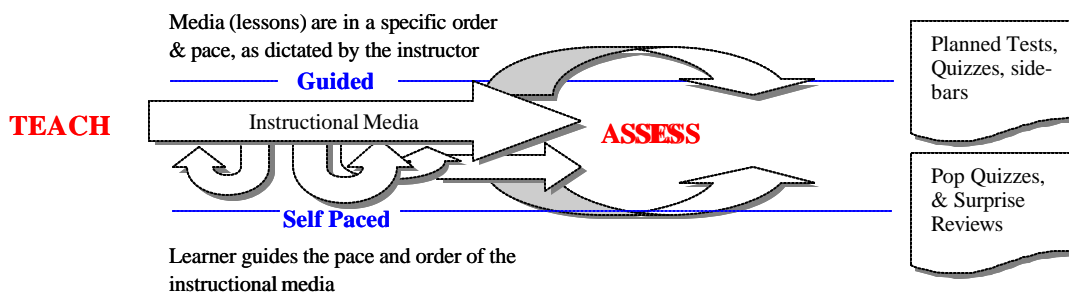 Media (lessons) are in a specific order
& pace, as dictated by the instructor
Guided
TEACH
Instructional Media
ASSESS
Self Paced
Learner guides the pace and order of the
instructional media
Planned Tests,
Quizzes, side-
bars
Pop Quizzes,
& Surprise
Reviews